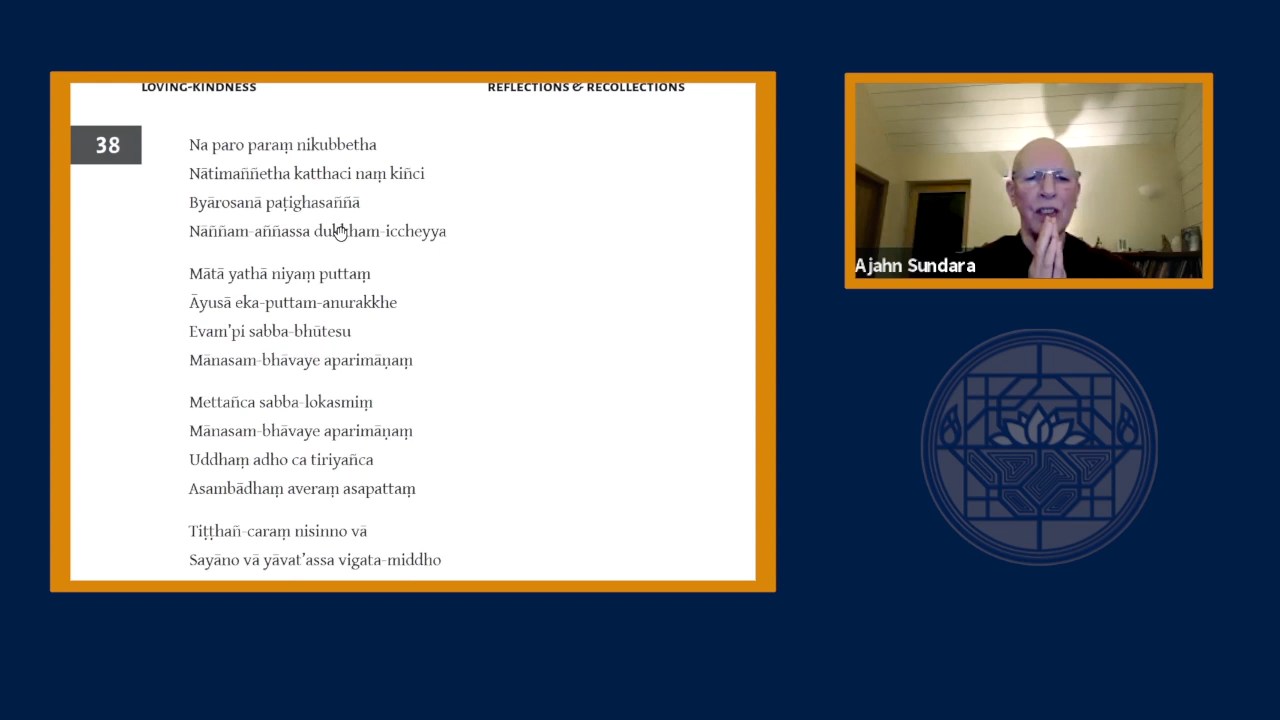 LOVING-KINDNESS
REFLECTIONS & RECOLLECTIONS
38
Na paro paraṃ nikubbetha
Nātimaññetha katthaci naṃ kiñci
Byārosanā paṭighasaññā
Nāññam-aññassa dukkham-iccheyya
Mātā yathā niyaṃ puttaṃ
Āyusā eka-puttam-anurakkhe
Evam’pi sabba-bhūtesu
Mānasam-bhāvaye aparimāṇaṃ
Mettañca sabba-lokasmiṃ
Mānasam-bhāvaye aparimāṇaṃ
Uddhaṃ adho ca tiriyañca
Asambādhaṃ averaṃ asapattaṃ
Tiṭṭhañ-caraṃ nisinno vā
Sayāno vā yāvat’assa vigata-middho
Ajahn Sundara